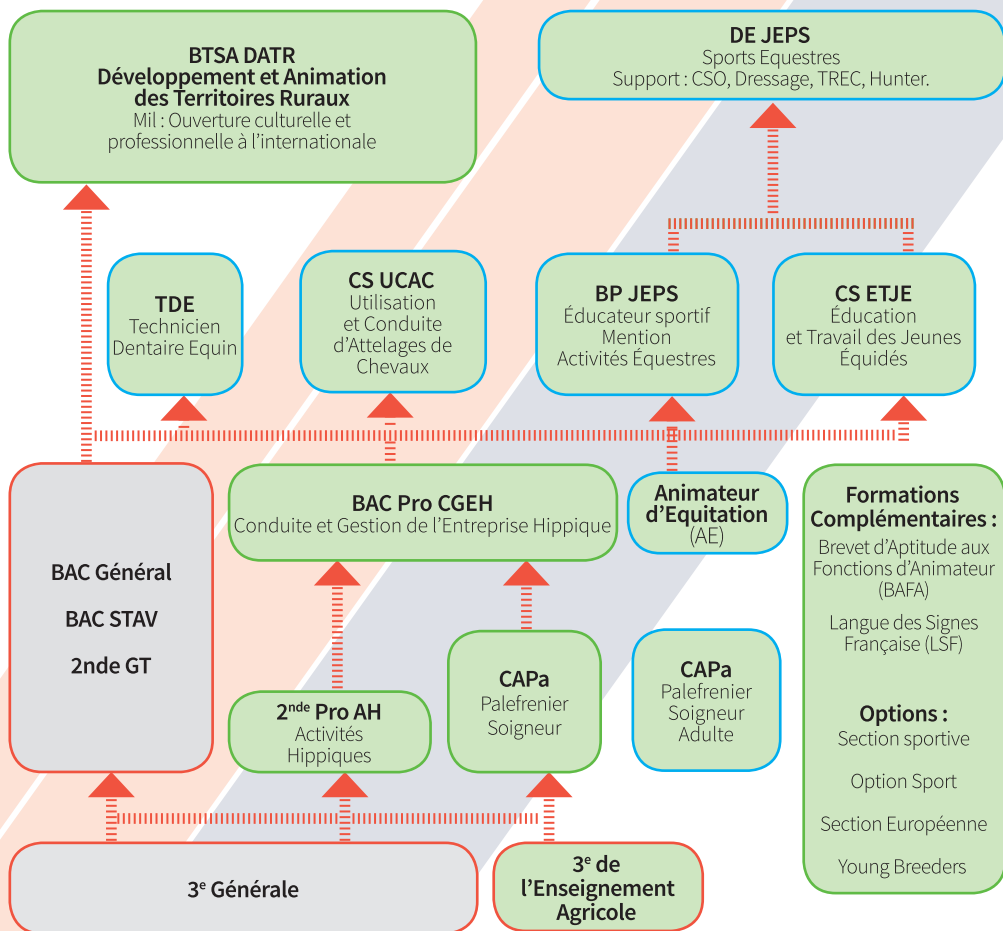 BTSA DATR
Développement et Animation
des Territoires Ruraux
Mil : Ouverture culturelle et
professionnelle à l'internationale
DE JEPS
Sports Equestres
Support : CSO, Dressage, TREC, Hunter.
TDE
Technicien
Dentaire Equin
CS UCAC
Utilisation
et Conduite
d'Attelages de
Chevaux
BP JEPS
Éducateur sportif
Mention
Activités Équestres
CS ETJE
Éducation
et Travail des Jeunes
Équidés
BAC Général
BAC STAV
2nde GT
BAC Pro CGEH
Conduite et Gestion de l'Entreprise Hippique
Animateur
d'Equitation
(AE)
2nde Pro AH
Activités
Hippiques
CAPa
Palefrenier
Soigneur
CAPa
Palefrenier
Soigneur
Adulte
Formations
Complémentaires :
Brevet d'Aptitude aux
Fonctions d'Animateur
(BAFA)
Langue des Signes
Française (LSF)
Options :
Section sportive
Option Sport
Section Européenne
Young Breeders
3e Générale
3e de
l'Enseignement
Agricole